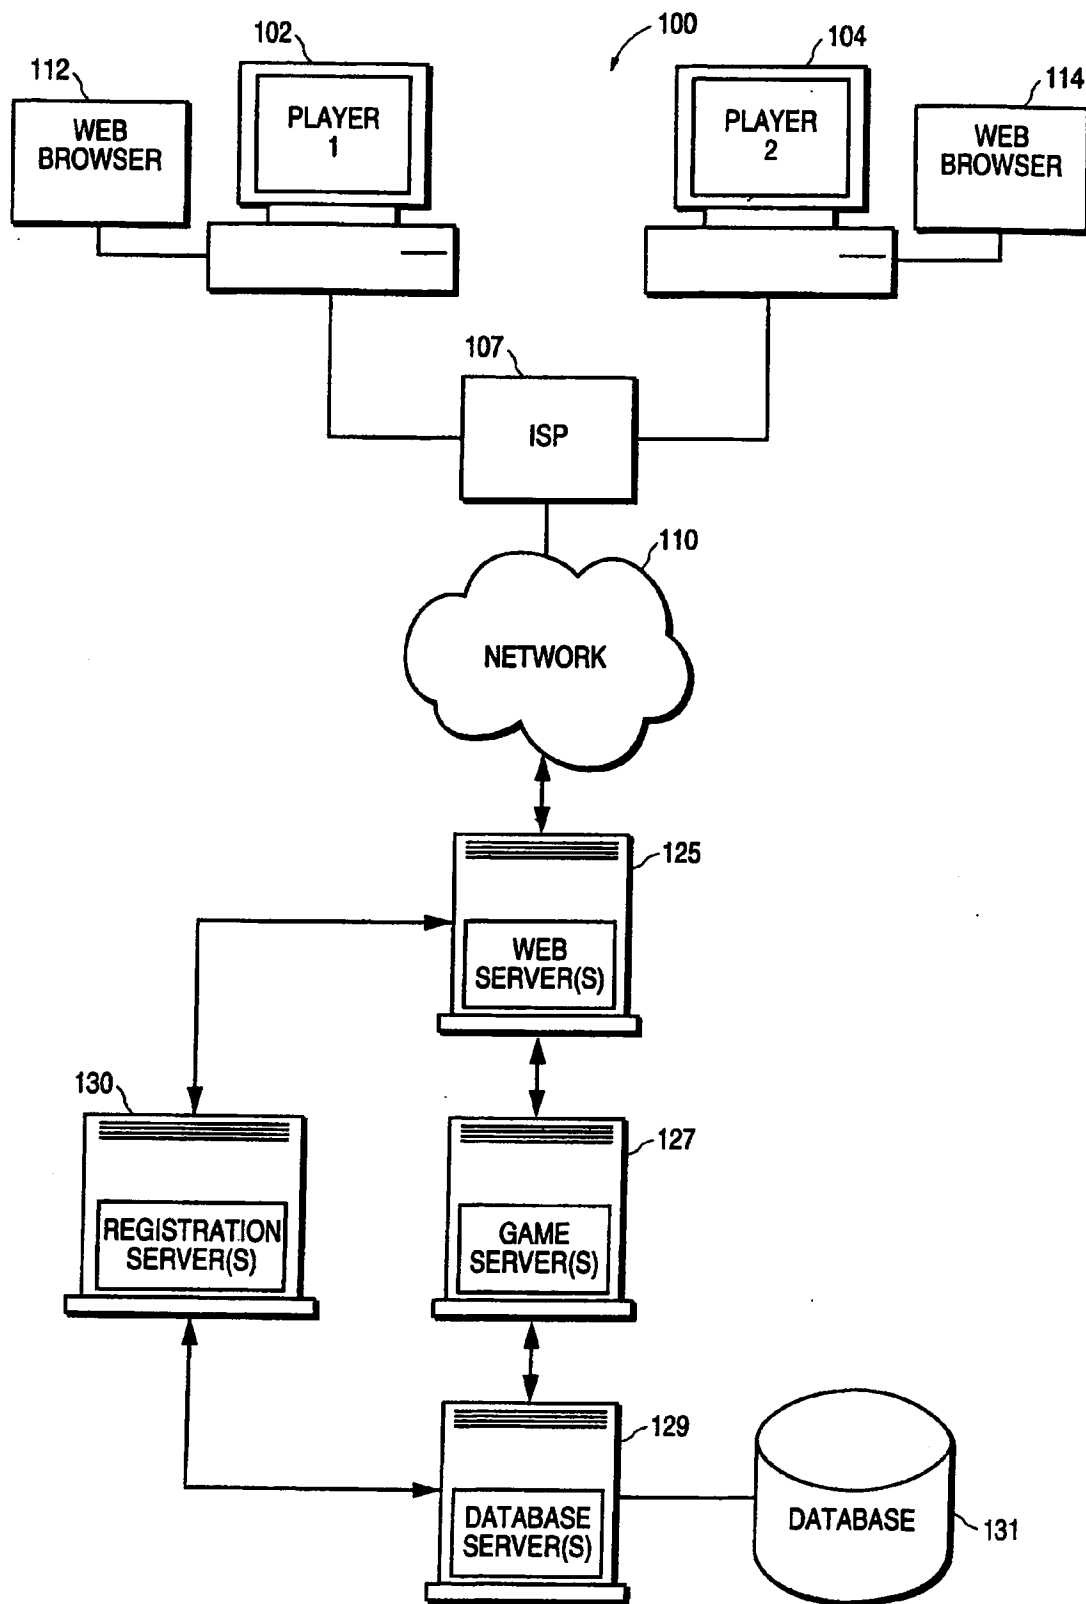 100
102
104
112
114
WEB
BROWSER
PLAYER
1
PLAYER
2
WEB
BROWSER
107
ISP
110
NETWORK
125
WEB
SERVER(S)
130
127
REGISTRATION
SERVER(S)
GAME
SERVER(S)
129
DATABASE
SERVER(S)
DATABASE
131